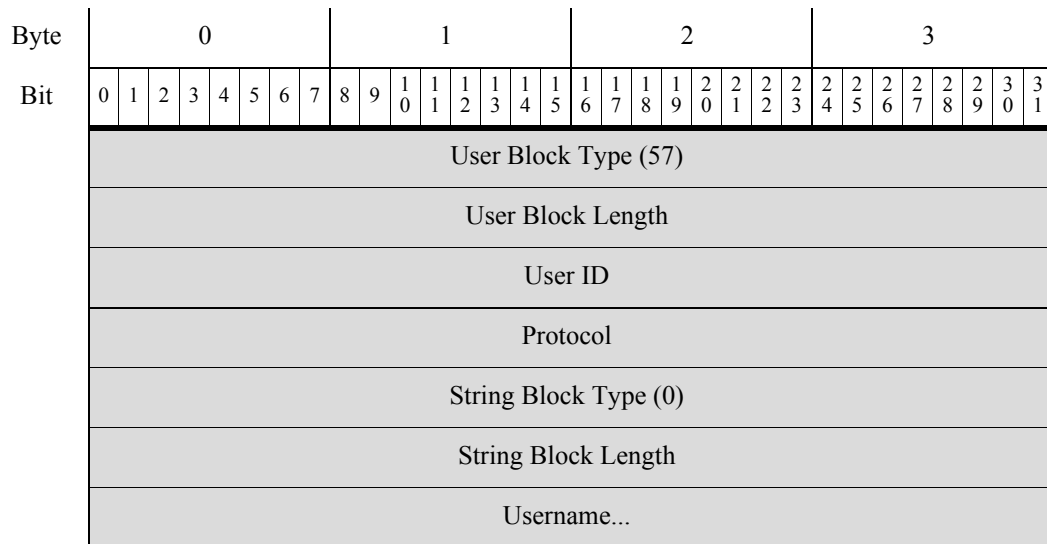 Byte 0 1 2 3
Bit 0 1 2 3 4 5 6 7 8 9 10 11 12 13 14 15 16 17 18 19 20 21 22 23 24 25 26 27 28 29 30 31
User Block Type (57)
User Block Length
User ID
Protocol
String Block Type (0)
String Block Length
Username...